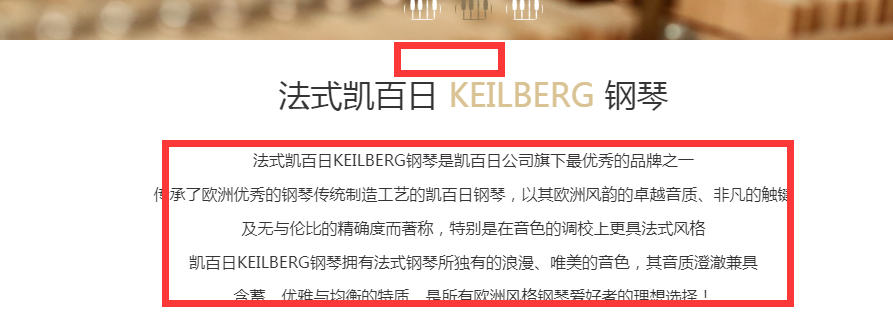 法式凯百日 KEILBERG 钢琴
法式凯百日KEILBERG钢琴是凯百日公司旗下最优秀的品牌之一
传承了欧洲优秀的钢琴传统制造工艺的凯百日钢琴，以其欧洲风韵的卓越音质、非凡的触键
及无与伦比的精确度而著称，特别是在音色的调校上更具法式风格
凯百日KEILBERG钢琴拥有法式钢琴所独有的浪漫、唯美的音色，其音质澄澈兼具
含蓄、优雅与均衡的特质，是所有欧洲风格钢琴爱好者的理想选择！